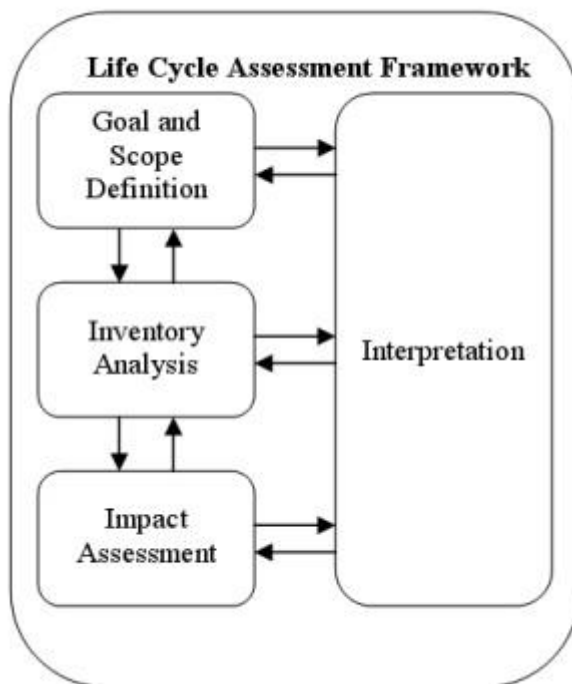 Life Cycle Assessment Framework
Goal and
Scope
Definition
Inventory
Analysis
Interpretation
Impact
Assessment